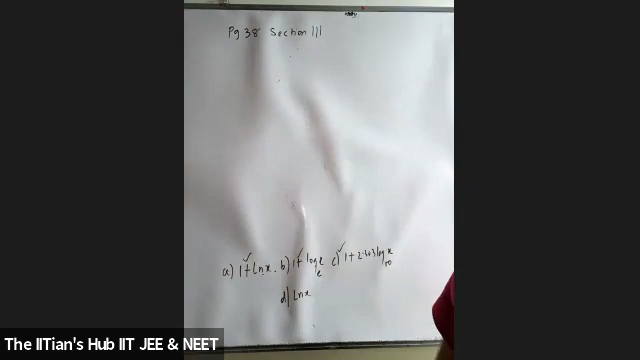 Pg 38 Section III
a) 1 + lnx. b) 1 + log e c) 1 + 2.303 log x 10
d) lnx
The IITian's Hub IIT JEE & NEET